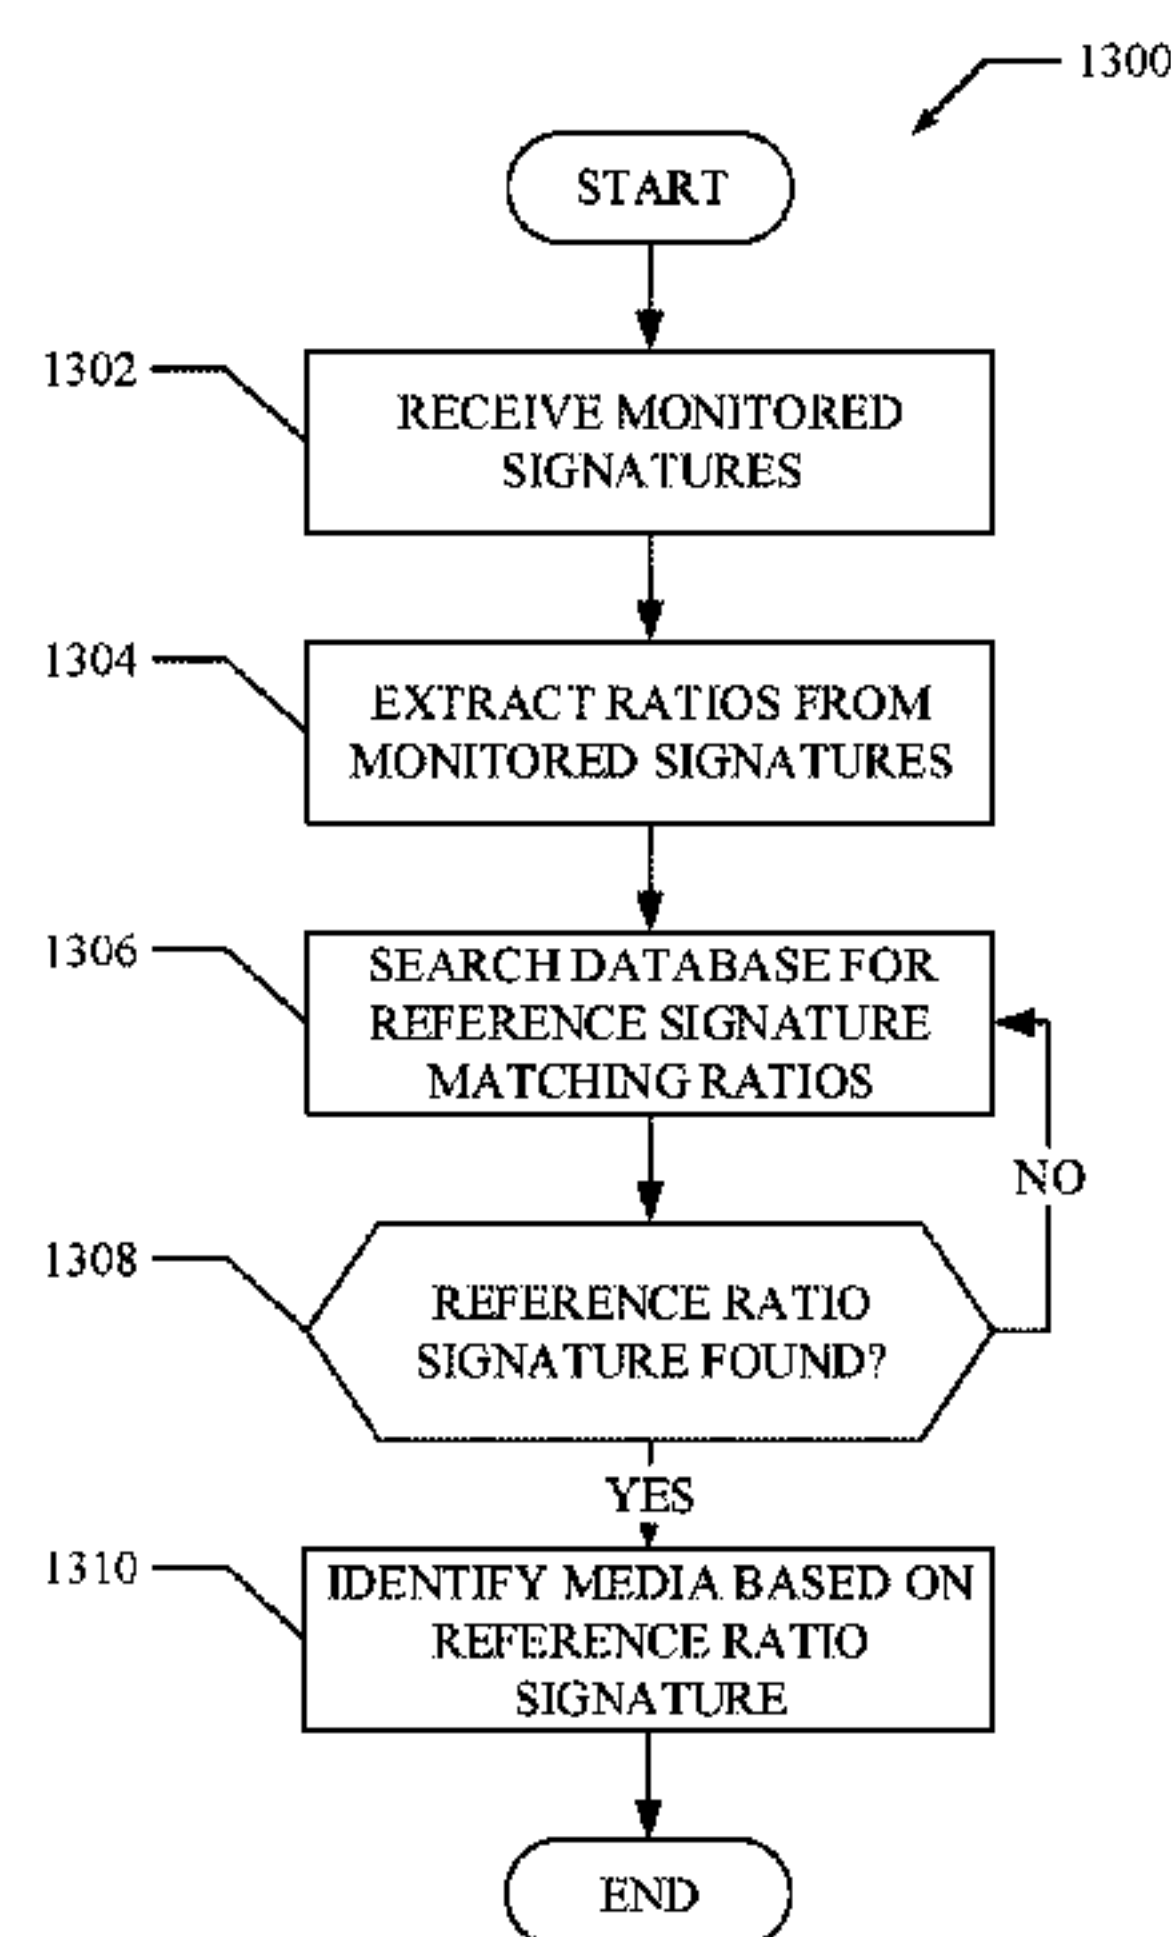 1300
START
1302
RECEIVE MONITORED
SIGNATURES
1304
EXTRACT RATIOS FROM
MONITORED SIGNATURES
1306
SEARCH DATABASE FOR
REFERENCE SIGNATURE
MATCHING RATIOS
NO
1308
REFERENCE RATIO
SIGNATURE FOUND?
YES
1310
IDENTIFY MEDIA BASED ON
REFERENCE RATIO
SIGNATURE
END